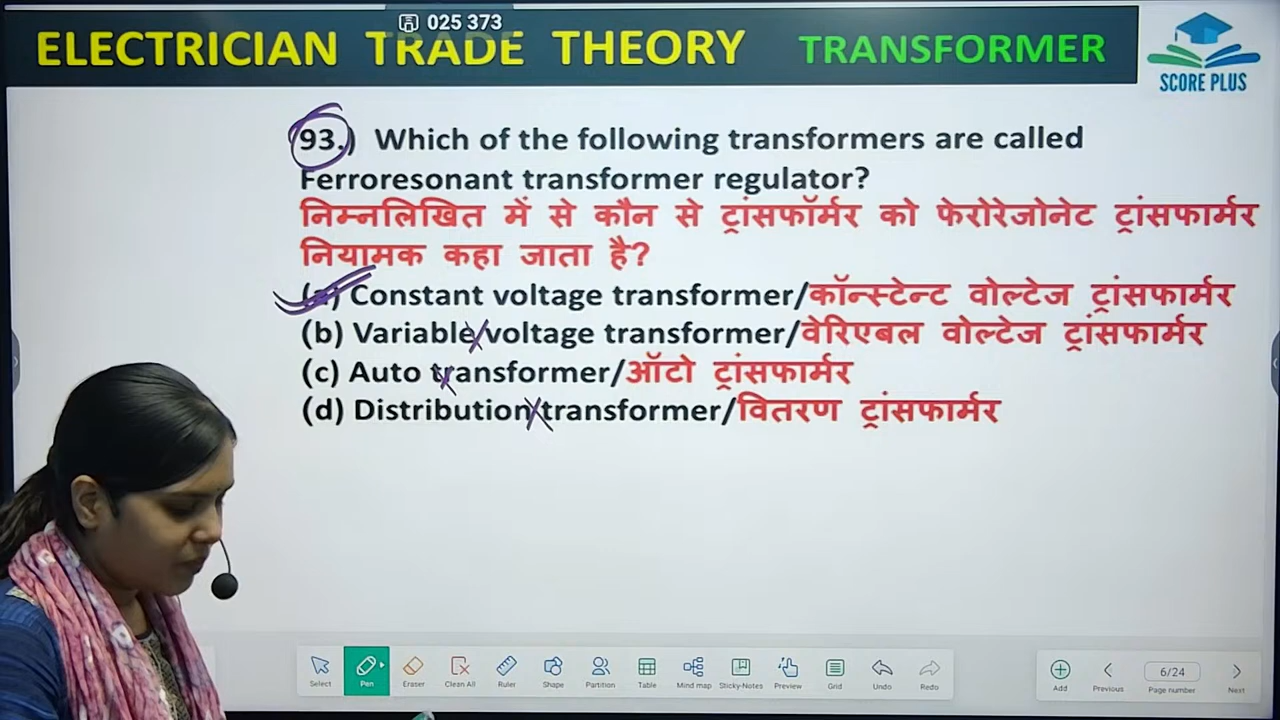 025 373
ELECTRICIAN TRADE THEORY TRANSFORMER
SCORE PLUS
93.) Which of the following transformers are called
Ferroresonant transformer regulator?
निम्नलिखित में से कौन से ट्रांसफॉर्मर को फेरोरेजोनेट ट्रांसफार्मर
नियामक कहा जाता है?
(a) Constant voltage transformer/कॉन्स्टेन्ट वोल्टेज ट्रांसफार्मर
(b) Variable voltage transformer/वेरिएबल वोल्टेज ट्रांसफार्मर
(c) Auto transformer/ऑटो ट्रांसफार्मर
(d) Distribution transformer/वितरण ट्रांसफार्मर
Select Pen Eraser Clean All Ruler Shape Partition Table Mind map Sticky-Notes Preview Grid Undo Redo
Add Previous 6/24 Page number Next